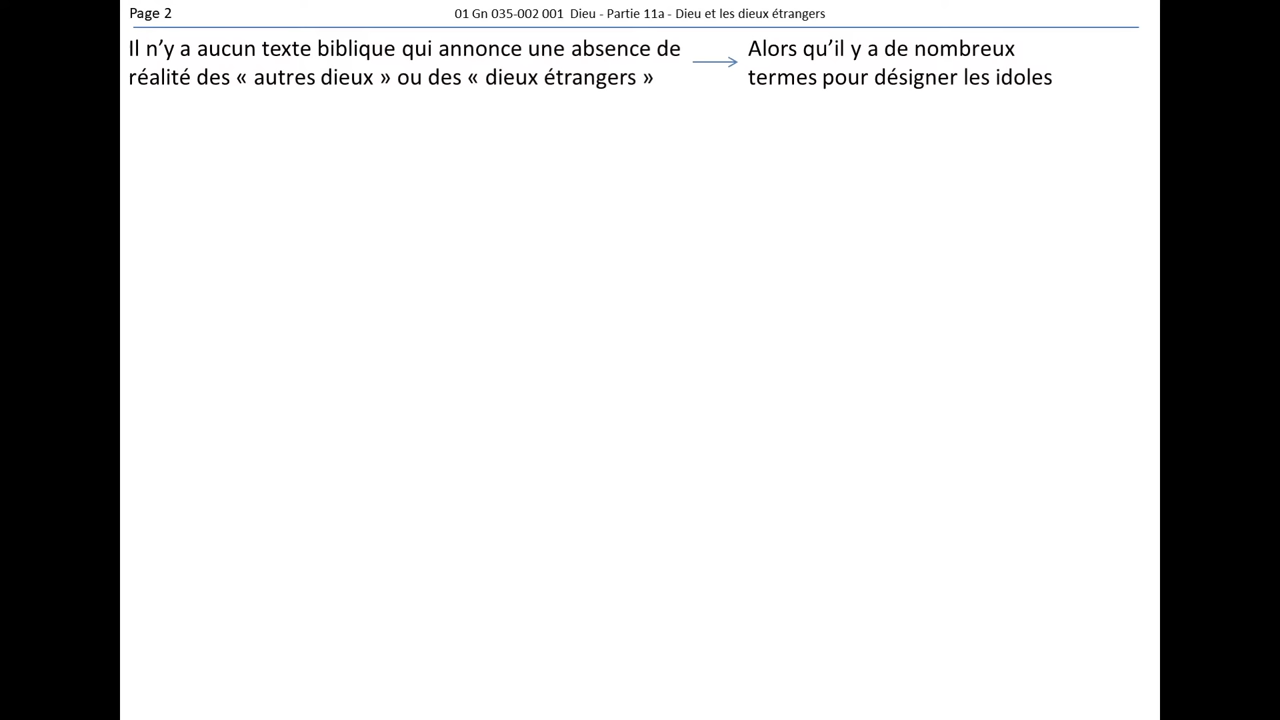 Page 2
01 Gn 035-002 001 Dieu - Partie 11a - Dieu et les dieux étrangers
Il n’y a aucun texte biblique qui annonce une absence de
réalité des « autres dieux » ou des « dieux étrangers »
Alors qu’il y a de nombreux
termes pour désigner les idoles